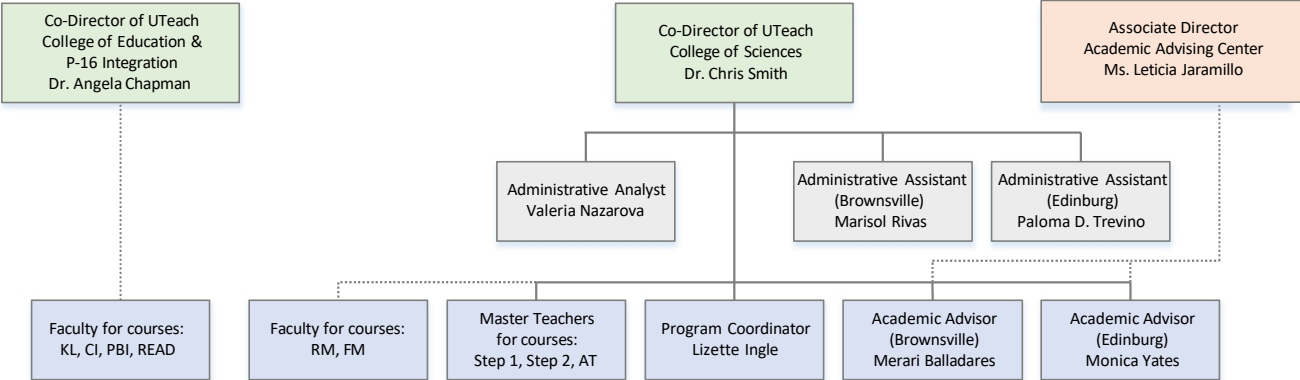 Co-Director of UTeach
College of Education &
P-16 Integration
Dr. Angela Chapman
Co-Director of UTeach
College of Sciences
Dr. Chris Smith
Associate Director
Academic Advising Center
Ms. Leticia Jaramillo
Administrative Analyst
Valeria Nazarova
Administrative Assistant
(Brownsville)
Marisol Rivas
Administrative Assistant
(Edinburg)
Paloma D. Trevino
Faculty for courses:
KL, CI, PBI, READ
Faculty for courses:
RM, FM
Master Teachers
for courses:
Step 1, Step 2, AT
Program Coordinator
Lizette Ingle
Academic Advisor
(Brownsville)
Merari Balladares
Academic Advisor
(Edinburg)
Monica Yates